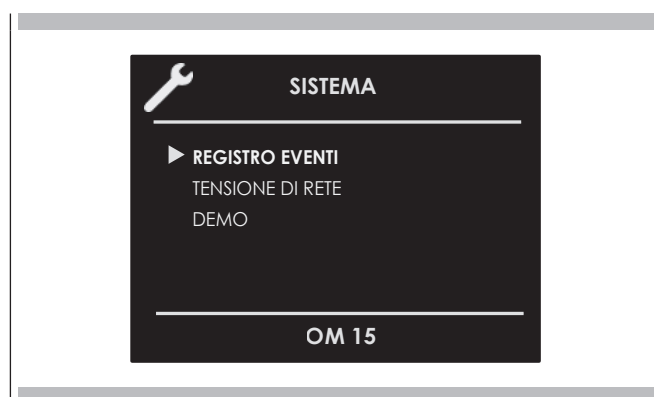 SISTEMA
REGISTRO EVENTI
TENSIONE DI RETE
DEMO
OM 15